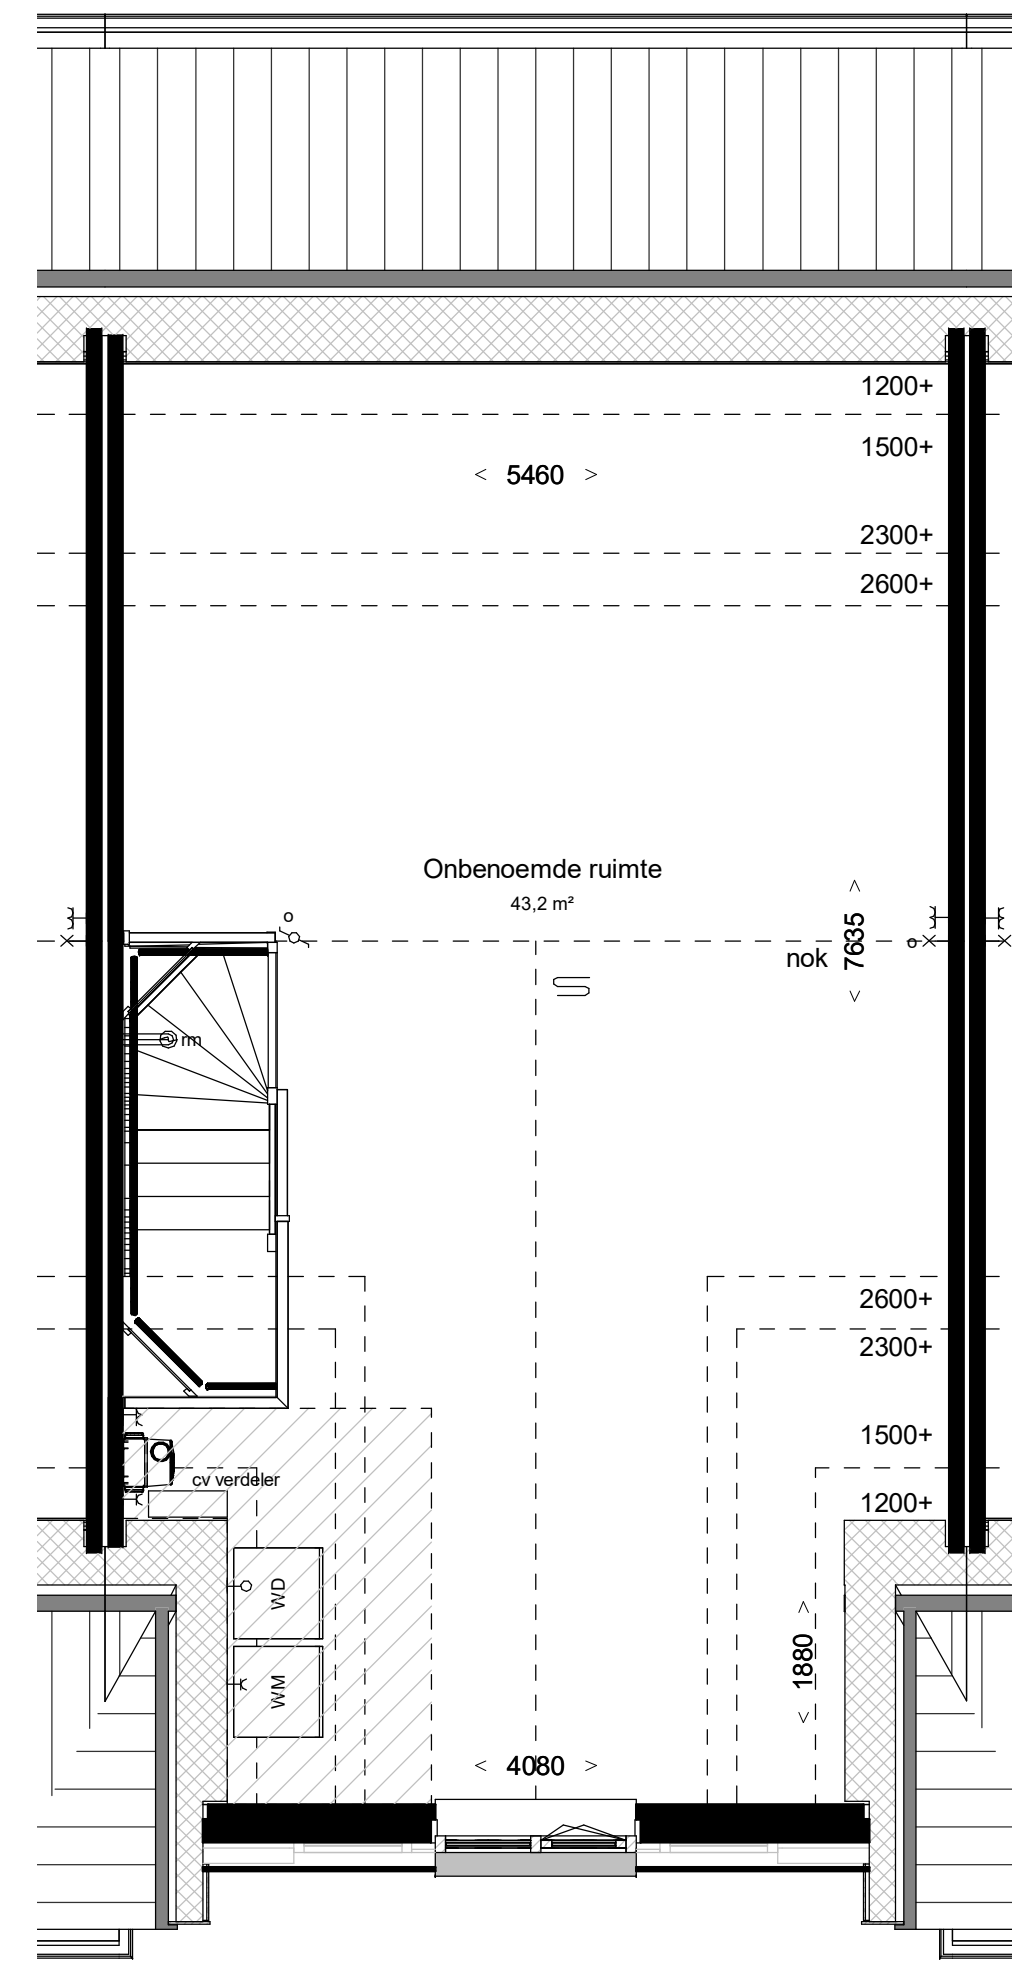 1200+
1500+
< 5460 >
2300+
2600+
Onbenoemde ruimte
43,2 m²
< 7635 >
o
o
nok
rm
2600+
2300+
1500+
cv verdeler
1200+
WD
< 1880 >
WM
< 4080 >